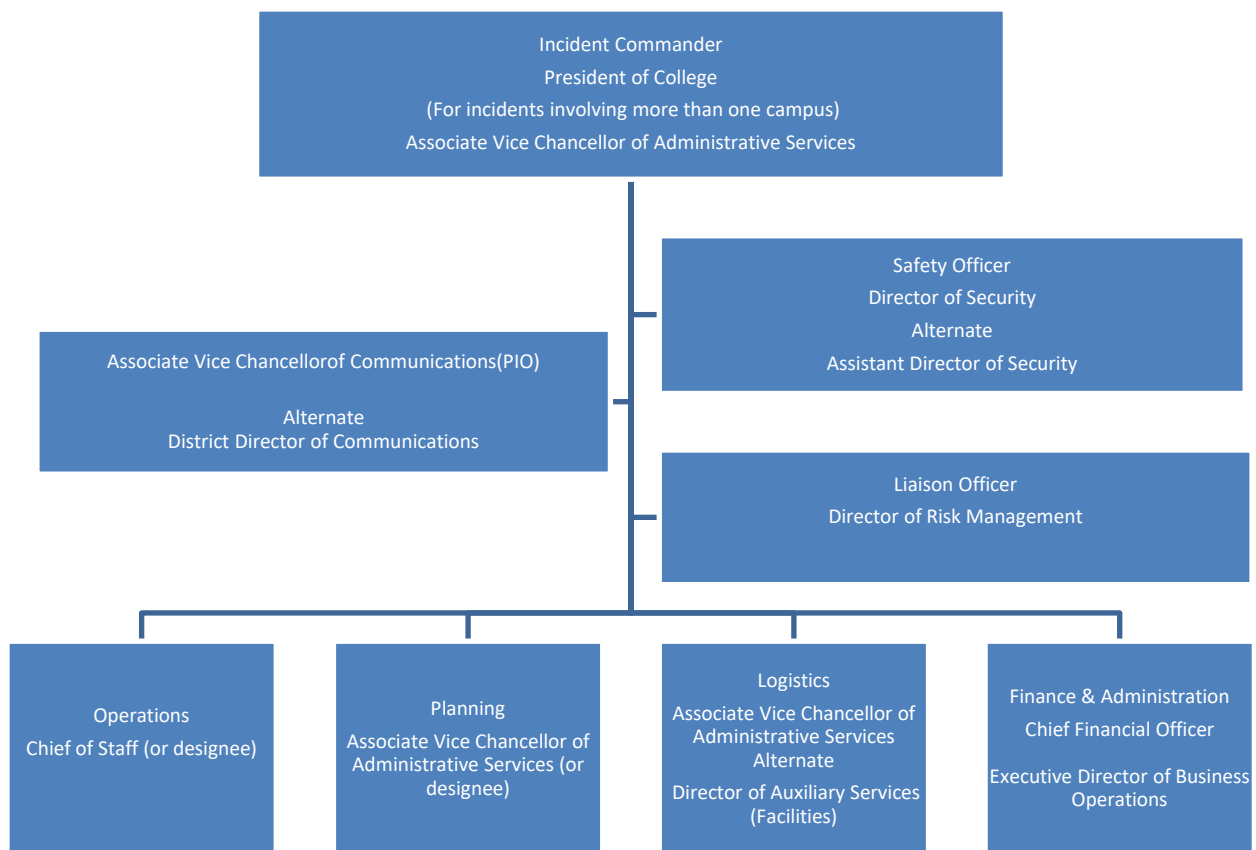 Incident Commander
President of College
(For incidents involving more than one campus)
Associate Vice Chancellor of Administrative Services
Safety Officer
Director of Security
Alternate
Assistant Director of Security
Associate Vice Chancellorof Communications(PIO)
Alternate
District Director of Communications
Liaison Officer
Director of Risk Management
Operations
Chief of Staff (or designee)
Planning
Associate Vice Chancellor of
Administrative Services (or
designee)
Logistics
Associate Vice Chancellor of
Administrative Services
Alternate
Director of Auxiliary Services
(Facilities)
Finance & Administration
Chief Financial Officer
Executive Director of Business
Operations